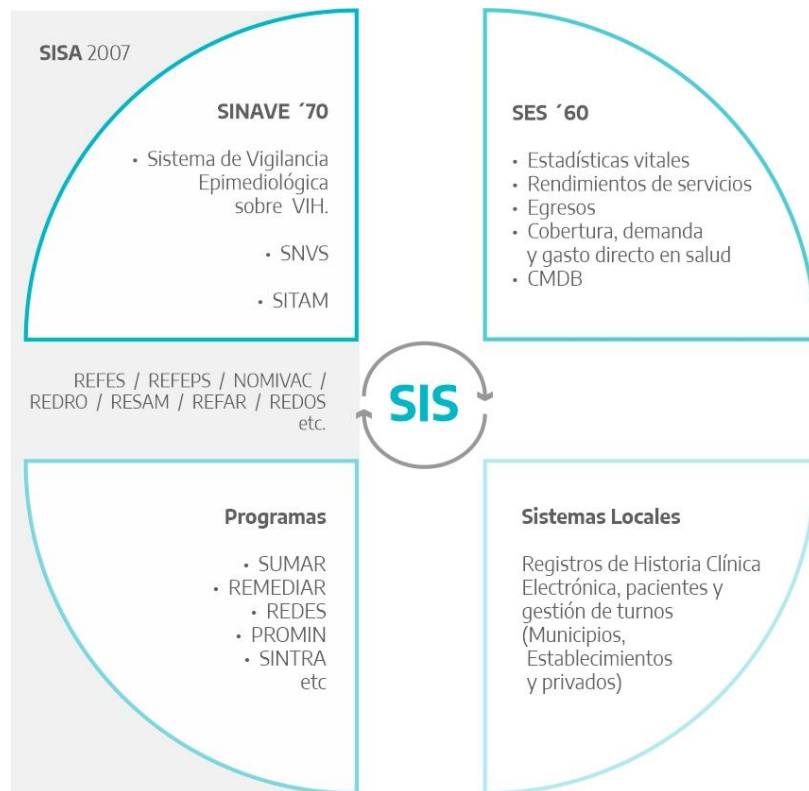 SISA 2007
SINAVE ´70
• Sistema de Vigilancia
Epimediológica
sobre VIH.
• SNVS
• SITAM
SES ´60
• Estadísticas vitales
• Rendimientos de servicios
• Egresos
• Cobertura, demanda
y gasto directo en salud
• CMDB
REFES / REFEPS / NOMIVAC /
REDRO / RESAM / REFAR / REDOS
etc.
SIS
Programas
• SUMAR
• REMEDIAR
• REDES
• PROMIN
• SINTRA
etc
Sistemas Locales
Registros de Historia Clínica
Electrónica, pacientes y
gestión de turnos
(Municipios,
Establecimientos
y privados)